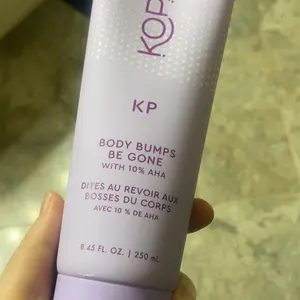 KOP
KP
BODY BUMPS
BE GONE
WITH 10% AHA
DITES AU REVOIR AUX
BOSSES DU CORPS
AVEC 10 % DE AHA
8.45 FL. OZ. | 250 mL